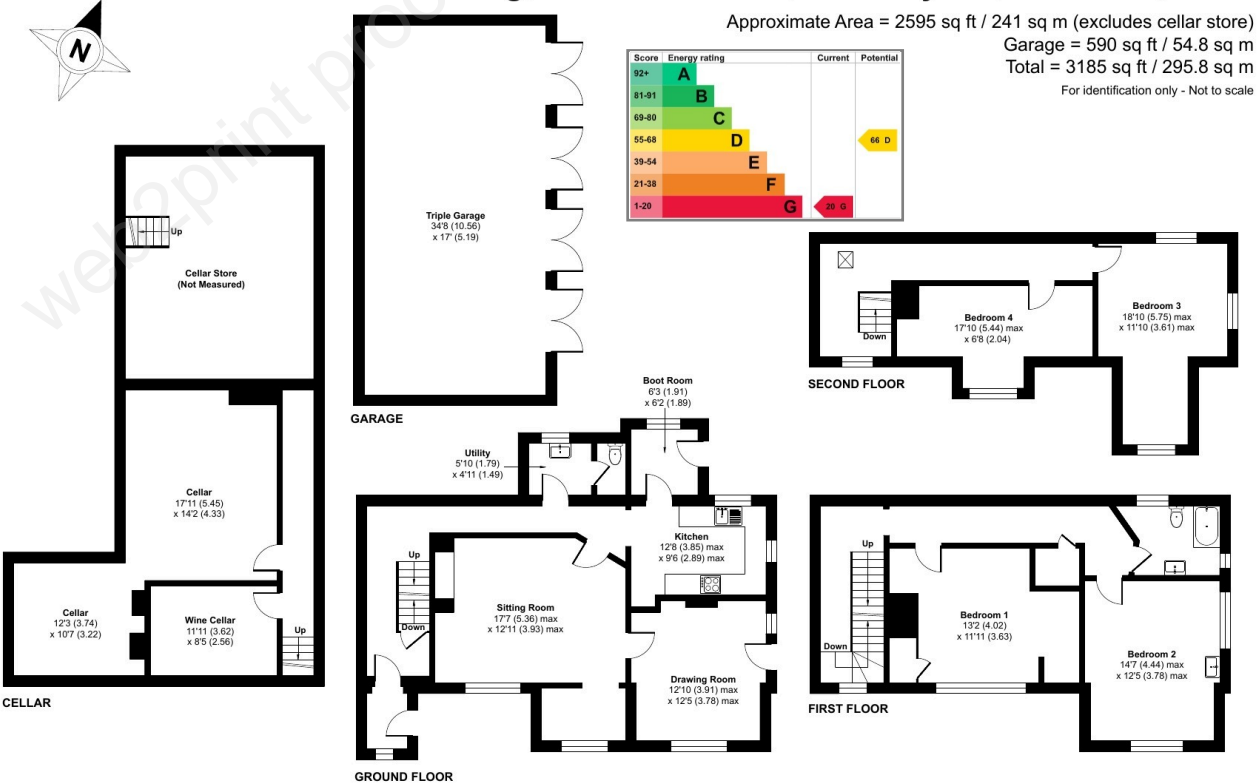 Approximate Area = 2595 sq ft / 241 sq m (excludes cellar store)
Garage = 590 sq ft / 54.8 sq m
Total = 3185 sq ft / 295.8 sq m
For identification only - Not to scale
N
Score Energy rating Current Potential
92+ A
81-91 B
69-80 C
55-68 D 66 D
39-54 E
21-38 F
1-20 G 20 G
web2print
Triple Garage
34'8 (10.56)
x 17' (5.19)
GARAGE
Up
Cellar Store
(Not Measured)
Cellar
17'11 (5.45)
x 14'2 (4.33)
Cellar
12'3 (3.74)
x 10'7 (3.22)
Wine Cellar
11'11 (3.62)
x 8'5 (2.56)
Up
CELLAR
Boot Room
6'3 (1.91)
x 6'2 (1.89)
Utility
5'10 (1.79)
x 4'11 (1.49)
Kitchen
12'8 (3.85) max
x 9'6 (2.89) max
Up
Down
Sitting Room
17'7 (5.36) max
x 12'11 (3.93) max
Drawing Room
12'10 (3.91) max
x 12'5 (3.78) max
GROUND FLOOR
Bedroom 3
18'10 (5.75) max
x 11'10 (3.61) max
Bedroom 4
17'10 (5.44) max
x 6'8 (2.04)
Down
SECOND FLOOR
Up
Down
Bedroom 1
13'2 (4.02)
x 11'11 (3.63)
Bedroom 2
14'7 (4.44) max
x 12'5 (3.78) max
FIRST FLOOR